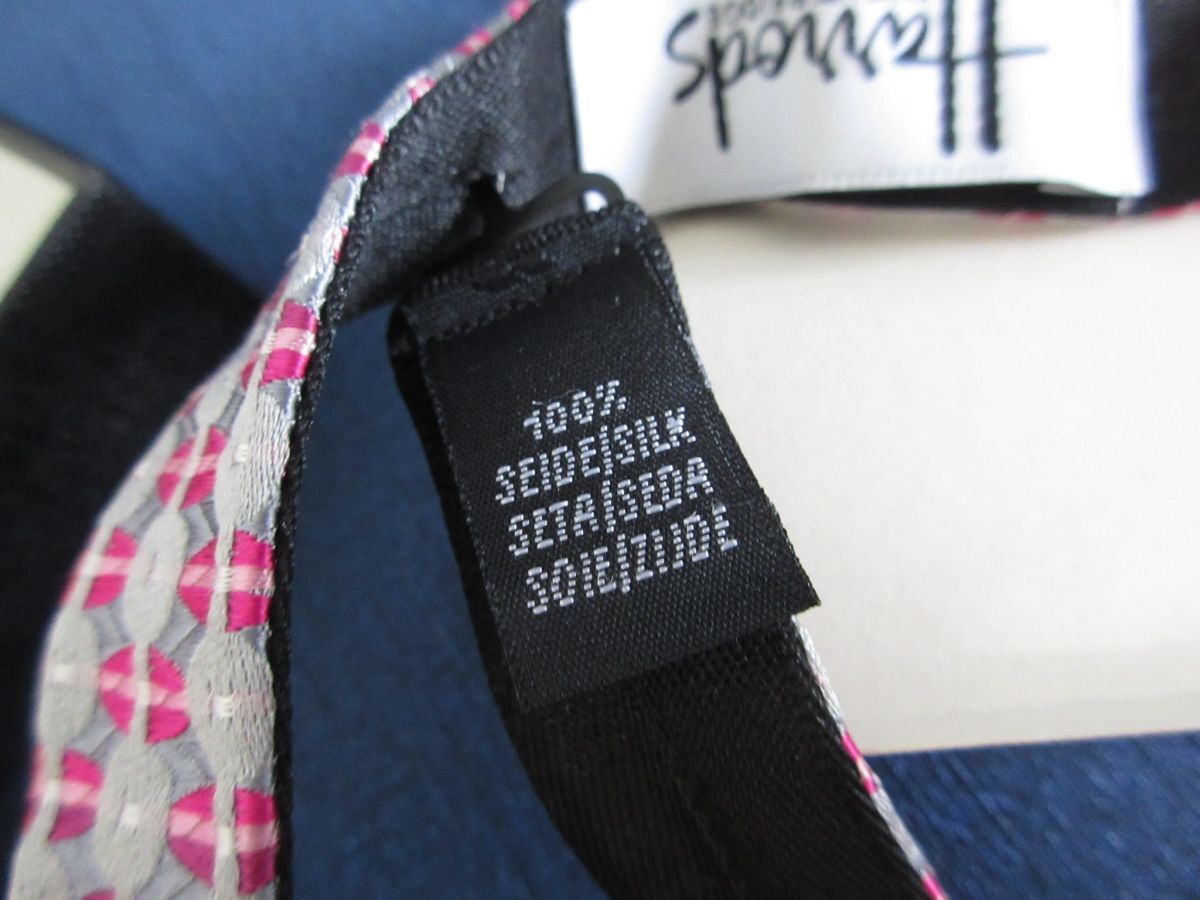 Harrods
100%
SEIDE/SILK
SETA/SEDA
SOIE/ZIJDE